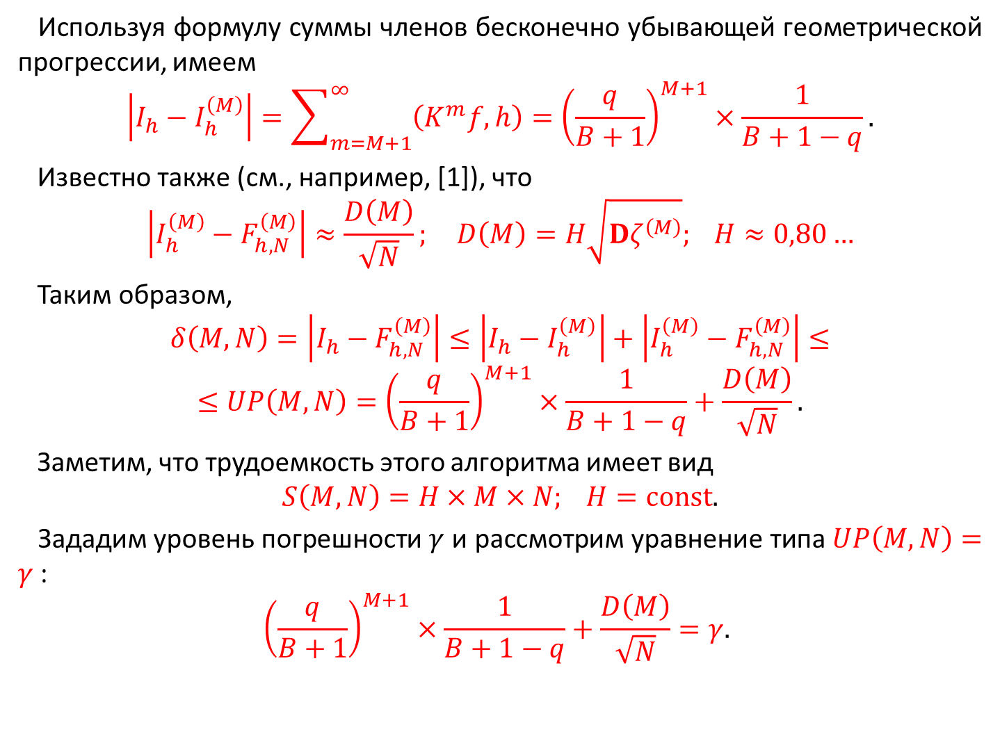 Используя формулу суммы членов бесконечно убывающей геометрической
прогрессии, имеем
$\left|I_h - I_h^{(M)}\right| = \sum_{m=M+1}^{\infty} (K^m f, h) = \left(\frac{q}{B+1}\right)^{M+1} \times \frac{1}{B+1-q}.$
Известно также (см., например, [1]), что
$\left|I_h^{(M)} - F_{h,N}^{(M)}\right| \approx \frac{D(M)}{\sqrt{N}}; \quad D(M) = H\sqrt{\mathbf{D}\zeta^{(M)}}; \quad H \approx 0,80 \ldots$
Таким образом,
$\delta(M,N) = \left|I_h - F_{h,N}^{(M)}\right| \leq \left|I_h - I_h^{(M)}\right| + \left|I_h^{(M)} - F_{h,N}^{(M)}\right| \leq$
$\leq UP(M,N) = \left(\frac{q}{B+1}\right)^{M+1} \times \frac{1}{B+1-q} + \frac{D(M)}{\sqrt{N}}.$
Заметим, что трудоемкость этого алгоритма имеет вид
$S(M,N) = H \times M \times N; \quad H = \text{const}.$
Зададим уровень погрешности $\gamma$ и рассмотрим уравнение типа $UP(M,N) =$
$\gamma$ :
$\left(\frac{q}{B+1}\right)^{M+1} \times \frac{1}{B+1-q} + \frac{D(M)}{\sqrt{N}} = \gamma.$